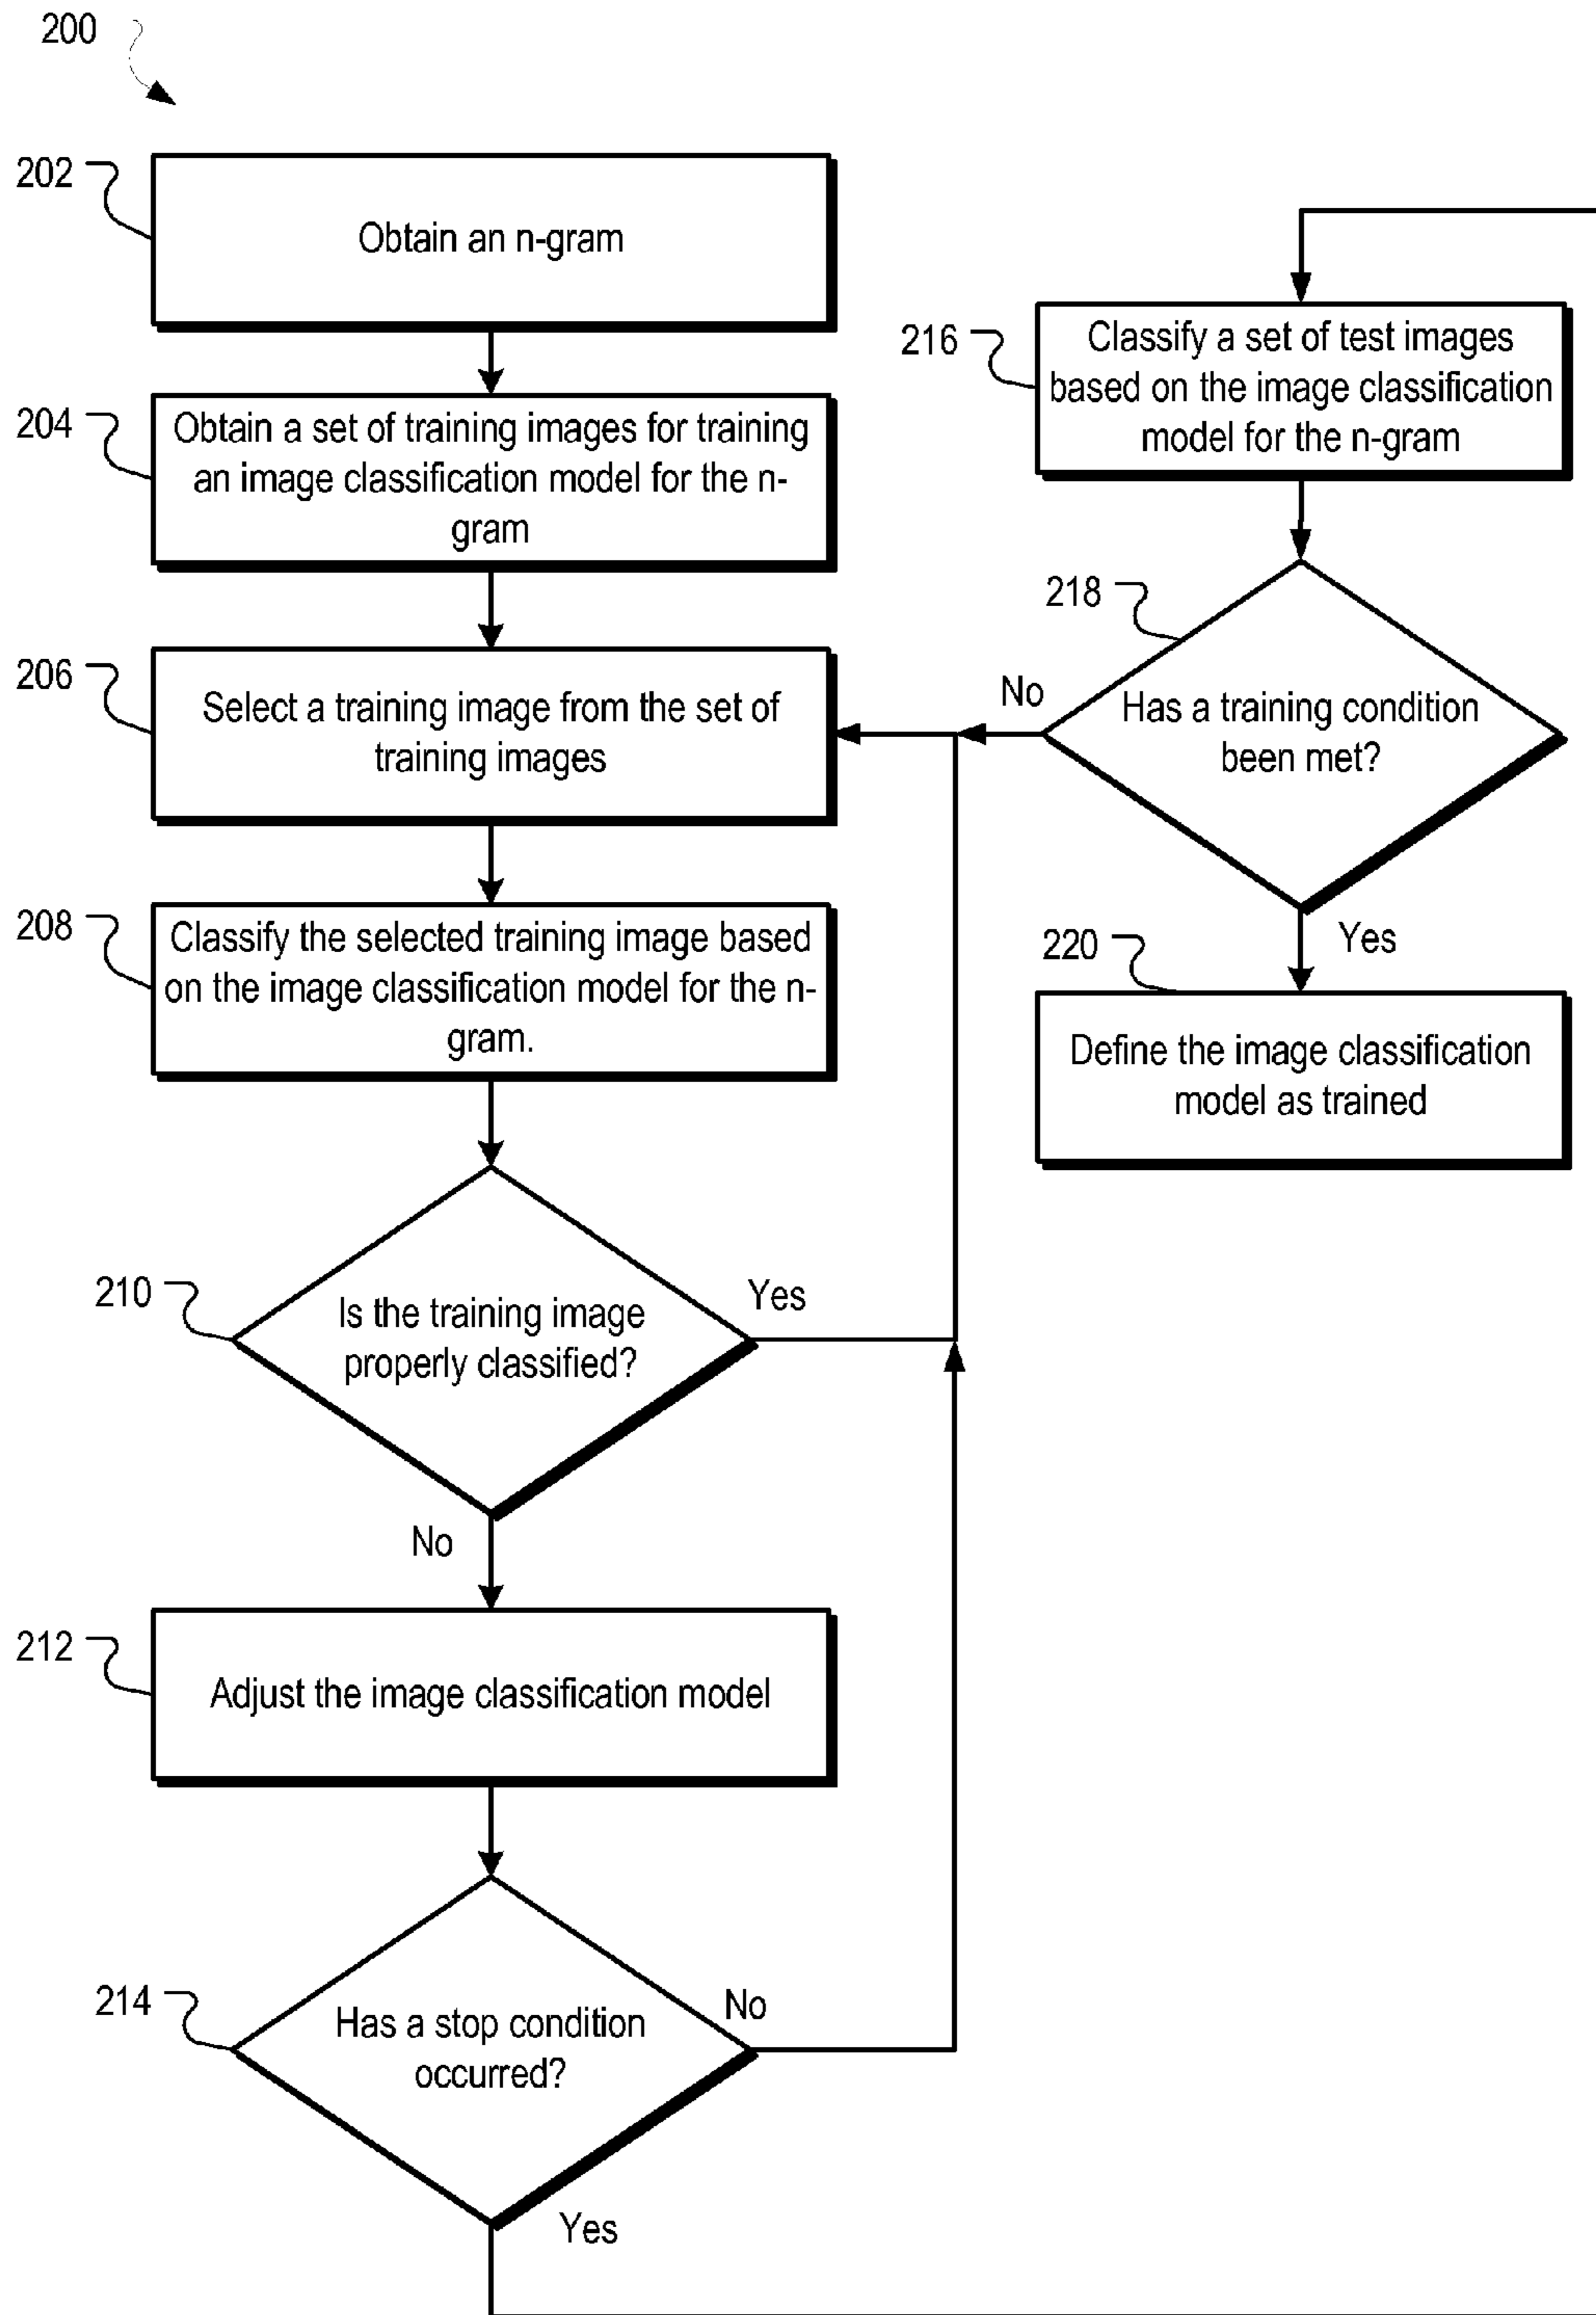 200
202
Obtain an n-gram
204
Obtain a set of training images for training
an image classification model for the n-
gram
206
Select a training image from the set of
training images
208
Classify the selected training image based
on the image classification model for the n-
gram.
210
Is the training image
properly classified?
Yes
No
212
Adjust the image classification model
214
Has a stop condition
occurred?
No
Yes
216
Classify a set of test images
based on the image classification
model for the n-gram
218
Has a training condition
been met?
No
Yes
220
Define the image classification
model as trained